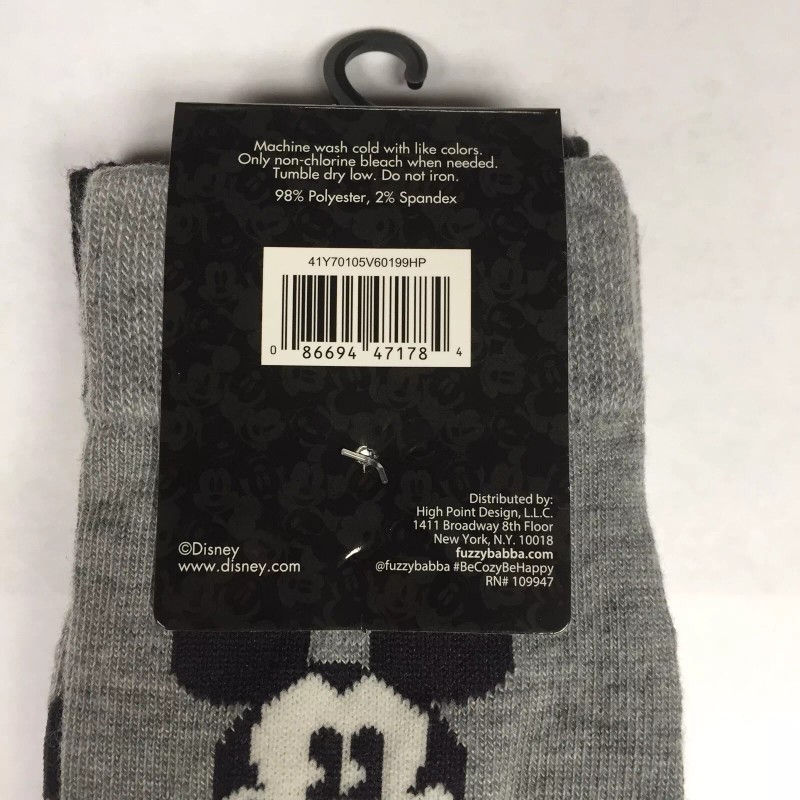 Machine wash cold with like colors.
Only non-chlorine bleach when needed.
Tumble dry low. Do not iron.
98% Polyester, 2% Spandex
41Y70105V60199HP
0 86694 47178 4
Distributed by:
High Point Design, L.L.C.
1411 Broadway 8th Floor
New York, N.Y. 10018
fuzzybabba.com
@fuzzybabba #BeCozyBeHappy
RN# 109947
©Disney
www.disney.com